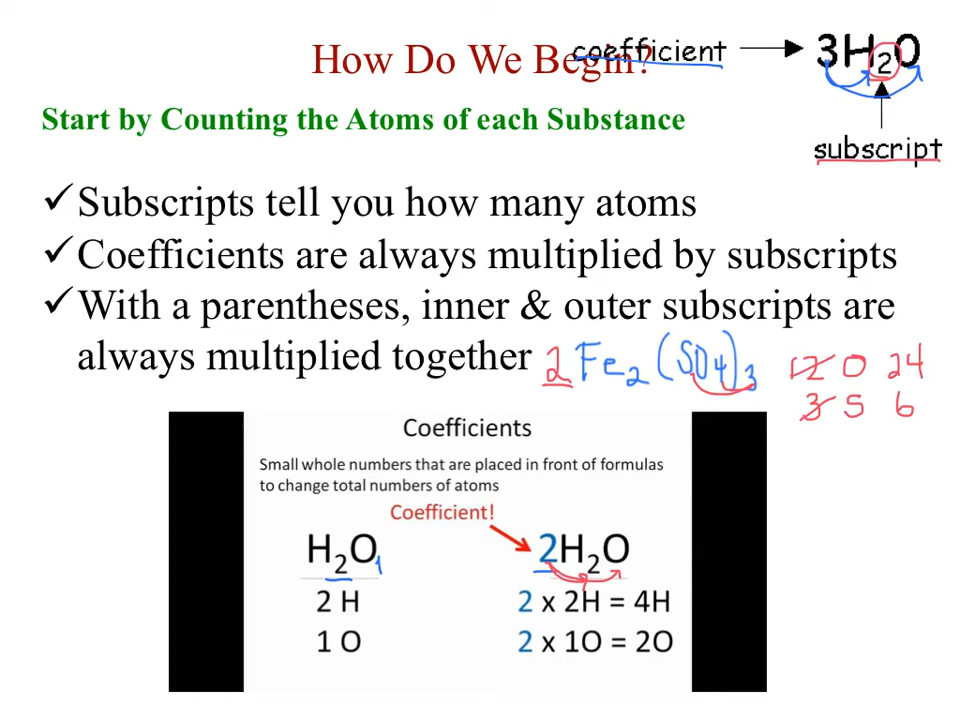 How Do We Begin?
coefficient
3H2O
subscript
Start by Counting the Atoms of each Substance
✓Subscripts tell you how many atoms
✓Coefficients are always multiplied by subscripts
✓With a parentheses, inner & outer subscripts are
always multiplied together
2 Fe2 (SO4)3
12 O 24
3 S 6
Coefficients
Small whole numbers that are placed in front of formulas
to change total numbers of atoms
Coefficient!
H2O1
2H2O
2 H
2 x 2H = 4H
1 O
2 x 1O = 2O